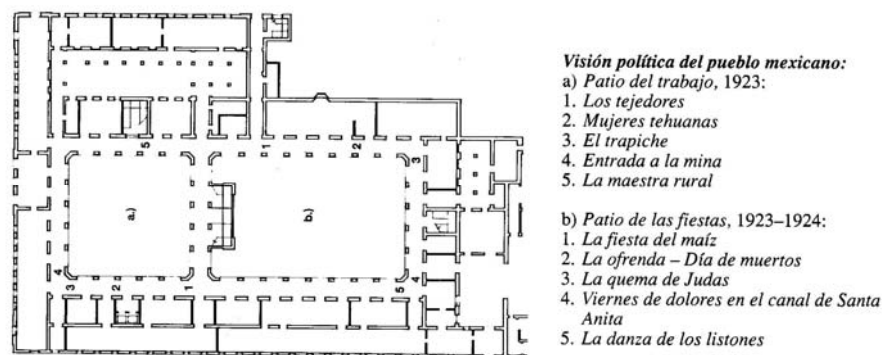 5
1
2
3
a.)
b.)
4
3
2
1
5
4
Visión política del pueblo mexicano:
a) Patio del trabajo, 1923:
1. Los tejedores
2. Mujeres tehuanas
3. El trapiche
4. Entrada a la mina
5. La maestra rural
b) Patio de las fiestas, 1923–1924:
1. La fiesta del maíz
2. La ofrenda – Día de muertos
3. La quema de Judas
4. Viernes de dolores en el canal de Santa
Anita
5. La danza de los listones